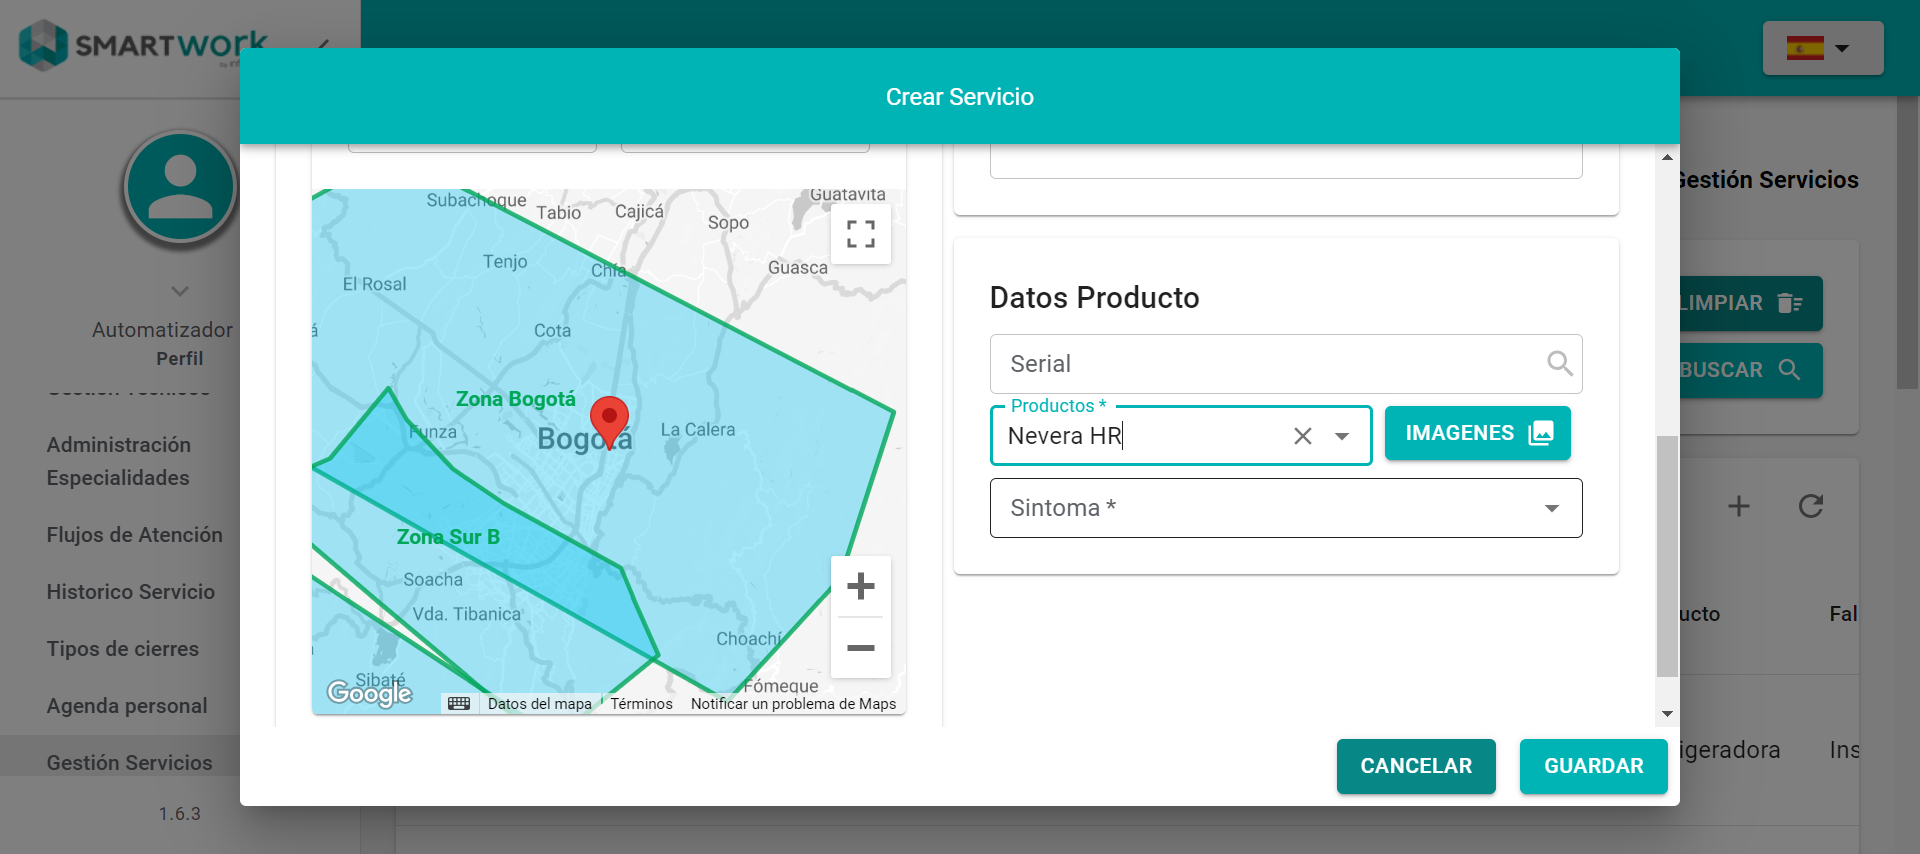 SMARTWORK
Crear Servicio
Gestión Servicios
Automatizador
Perfil
Administración
Especialidades
Flujos de Atención
Historico Servicio
Tipos de cierres
Agenda personal
Gestión Servicios
1.6.3
Subachoque
Tabio
Cajicá
Sopo
Guatavita
Tenjo
Chía
Guasca
El Rosal
Cota
Zona Bogotá
Funza
Bogotá
La Calera
Zona Sur B
Soacha
Vda. Tibanica
Choachí
Sibaté
Fómeque
Google
Datos del mapa
Términos
Notificar un problema de Maps
Datos Producto
Serial
Productos *
Nevera HR
IMAGENES
Sintoma *
CANCELAR
GUARDAR
LIMPIAR
BUSCAR
ucto
Fal
igeradora
Ins